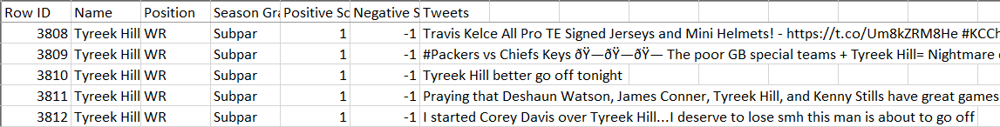 Row ID Name Position Season Gra Positive Sc Negative S Tweets
3808 Tyreek Hill WR Subpar 1 -1 Travis Kelce All Pro TE Signed Jerseys and Mini Helmets! - https://t.co/Um8kZRM8He #KCCh
3809 Tyreek Hill WR Subpar 1 -1 #Packers vs Chiefs Keys ðŸ—ðŸ—ðŸ— The poor GB special teams + Tyreek Hill= Nightmare
3810 Tyreek Hill WR Subpar 1 -1 Tyreek Hill better go off tonight
3811 Tyreek Hill WR Subpar 1 -1 Praying that Deshaun Watson, James Conner, Tyreek Hill, and Kenny Stills have great games
3812 Tyreek Hill WR Subpar 1 -1 I started Corey Davis over Tyreek Hill...I deserve to lose smh this man is about to go off